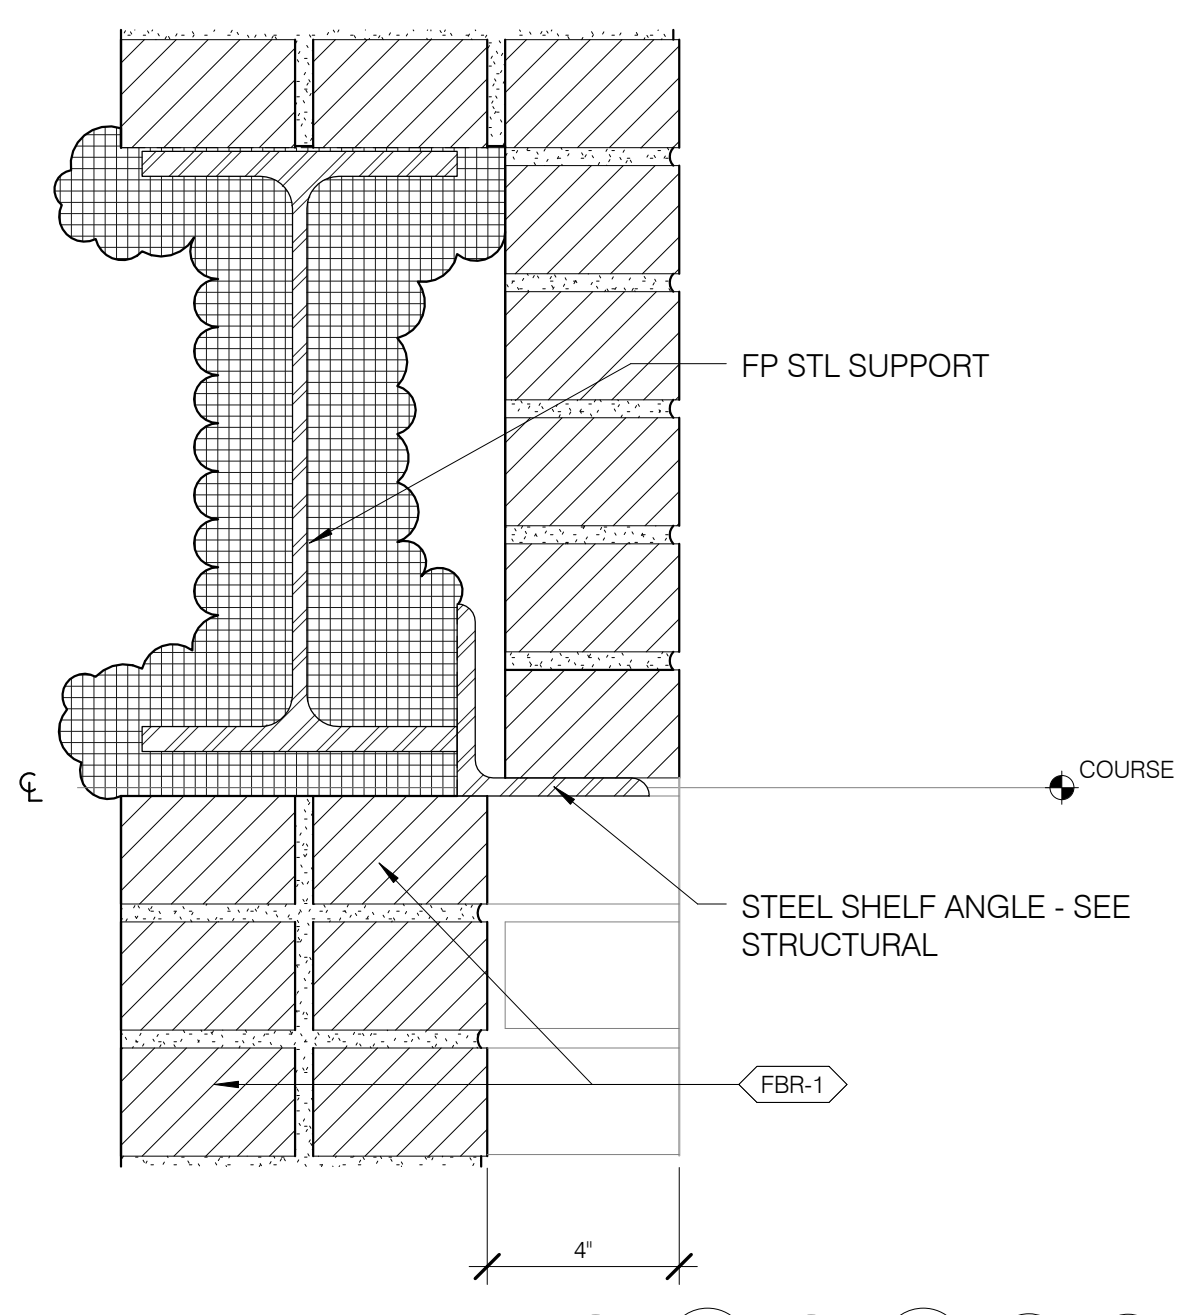 FP STL SUPPORT
℄
COURSE
STEEL SHELF ANGLE - SEE
STRUCTURAL
FBR-1
4"